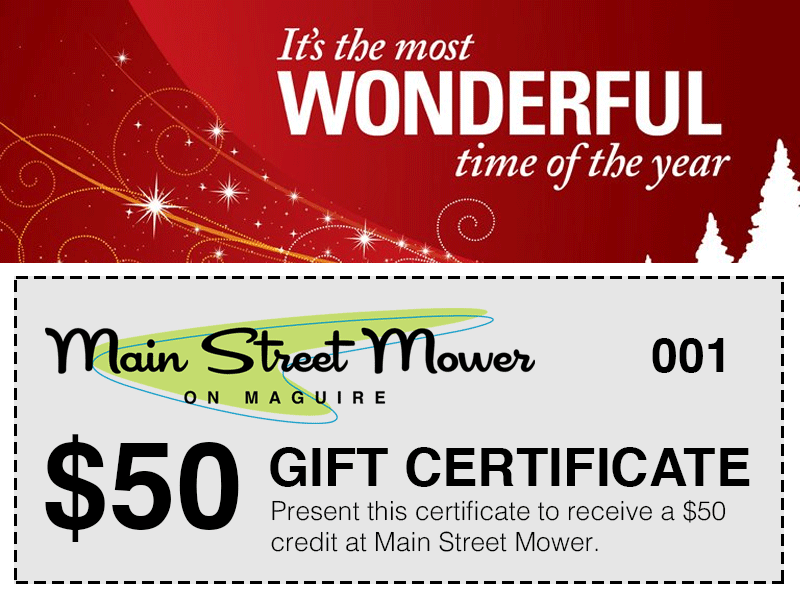 It's the most
WONDERFUL
time of the year
Main Street Mower
ON MAGUIRE
001
$50
GIFT CERTIFICATE
Present this certificate to receive a $50
credit at Main Street Mower.